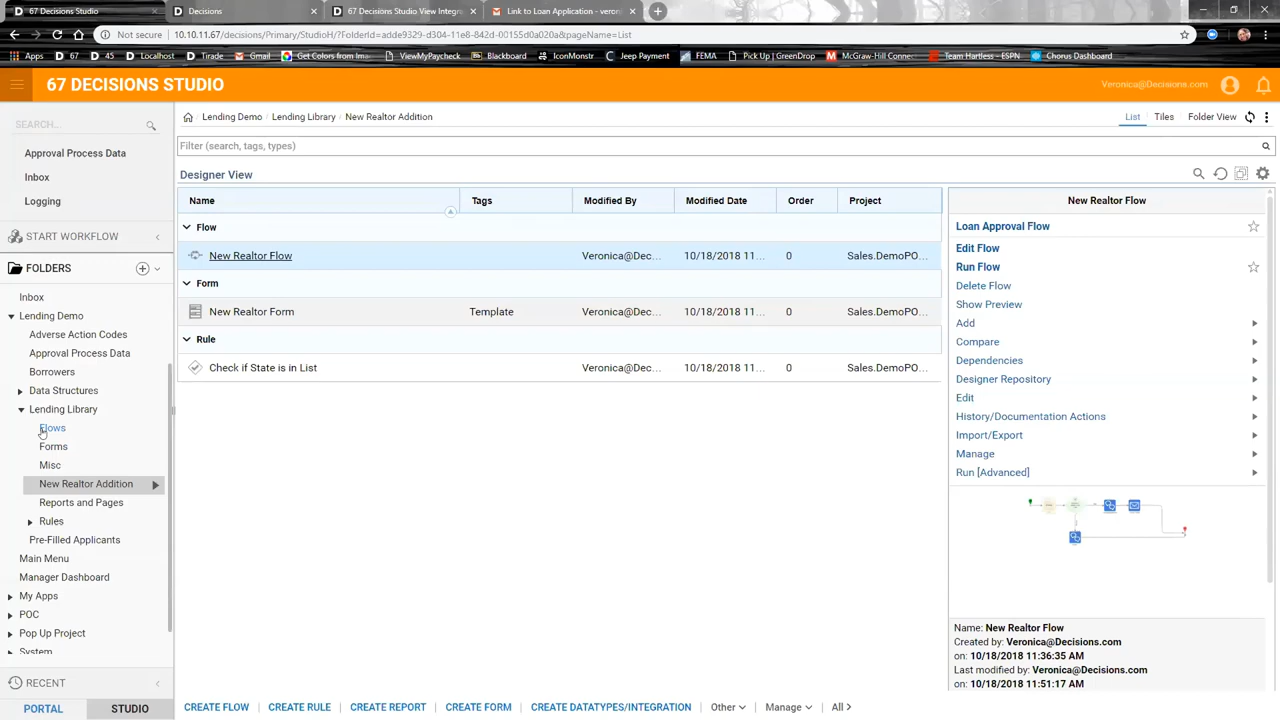 67 Decisions Studio
Decisions
67 Decisions Studio View Integr
Link to Loan Application - veron
Not secure
10.10.11.67/decisions/Primary/StudioH/?FolderId=adde9329-d304-11e8-842d-00155d0a020a&pageName=List
Apps
67
45
Localhost
Tirade
Gmail
Get Colors from Ima
ViewMyPaycheck
Blackboard
IconMonstr
Jeep Payment
FEMA
Pick Up | GreenDrop
McGraw-Hill Conne
Team Hartless - ESPN
Chorus Dashboard
67 DECISIONS STUDIO
Veronica@Decisions.com
SEARCH...
Approval Process Data
Inbox
Logging
START WORKFLOW
FOLDERS
Inbox
Lending Demo
Adverse Action Codes
Approval Process Data
Borrowers
Data Structures
Lending Library
Flows
Forms
Misc
New Realtor Addition
Reports and Pages
Rules
Pre-Filled Applicants
Main Menu
Manager Dashboard
My Apps
POC
Pop Up Project
System
RECENT
PORTAL STUDIO
Lending Demo / Lending Library / New Realtor Addition
List Tiles Folder View
Filter (search, tags, types)
Designer View
Name Tags Modified By Modified Date Order Project
Flow
New Realtor Flow Veronica@Dec... 10/18/2018 11... 0 Sales.DemoPO...
Form
New Realtor Form Template Veronica@Dec... 10/18/2018 11... 0 Sales.DemoPO...
Rule
Check if State is in List Veronica@Dec... 10/18/2018 11... 0 Sales.DemoPO...
New Realtor Flow
Loan Approval Flow
Edit Flow
Run Flow
Delete Flow
Show Preview
Add
Compare
Dependencies
Designer Repository
Edit
History/Documentation Actions
Import/Export
Manage
Run [Advanced]
Name: New Realtor Flow
Created by: Veronica@Decisions.com
on: 10/18/2018 11:36:35 AM
Last modified by: Veronica@Decisions.com
on: 10/18/2018 11:51:17 AM
CREATE FLOW CREATE RULE CREATE REPORT CREATE FORM CREATE DATATYPES/INTEGRATION Other Manage All